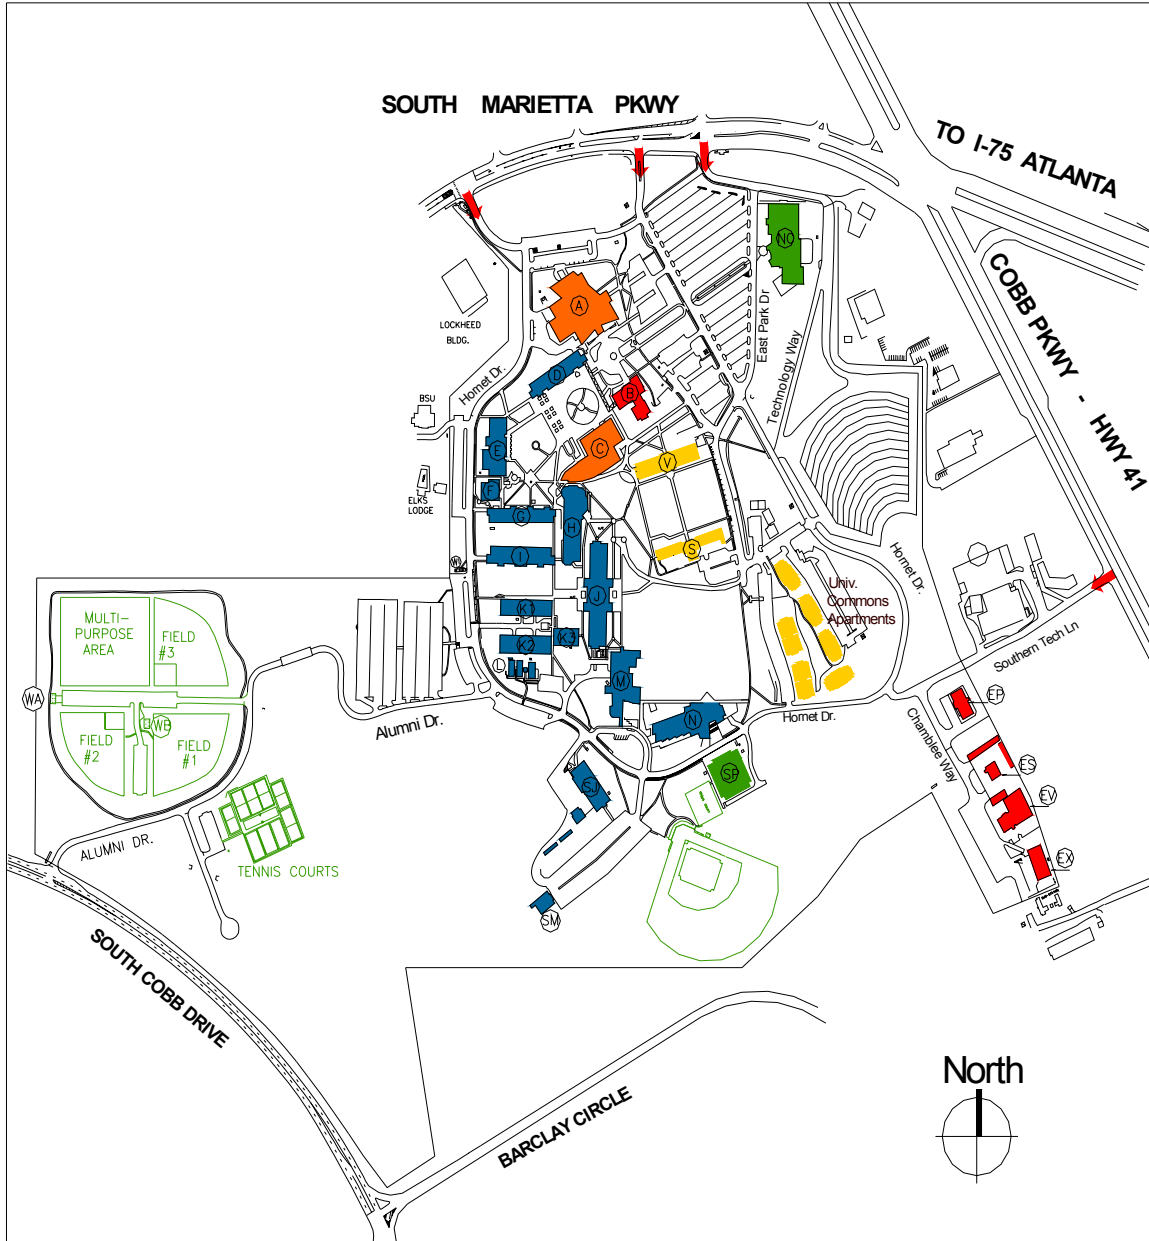 SOUTH MARIETTA PKWY
TO I-75 ATLANTA
NC
COBB PKWY - HWY 41
A
LOCKHEED
BLDG.
East Park Dr
Technology Way
Hornet Dr.
D
B
BSU
C
E
V
F
ELKS
LODGE
G
H
S
I
Hornet Dr.
Univ.
Commons
Apartments
J
K1
K3
K2
L
MULTI-
PURPOSE
AREA
FIELD
#3
Southern Tech Ln
WA
M
EP
WB
FIELD
#2
FIELD
#1
Alumni Dr.
N
Hornet Dr.
Chamblee Way
ES
SP
SJ
EV
ALUMNI DR.
TENNIS COURTS
EX
SM
SOUTH COBB DRIVE
North
BARCLAY CIRCLE